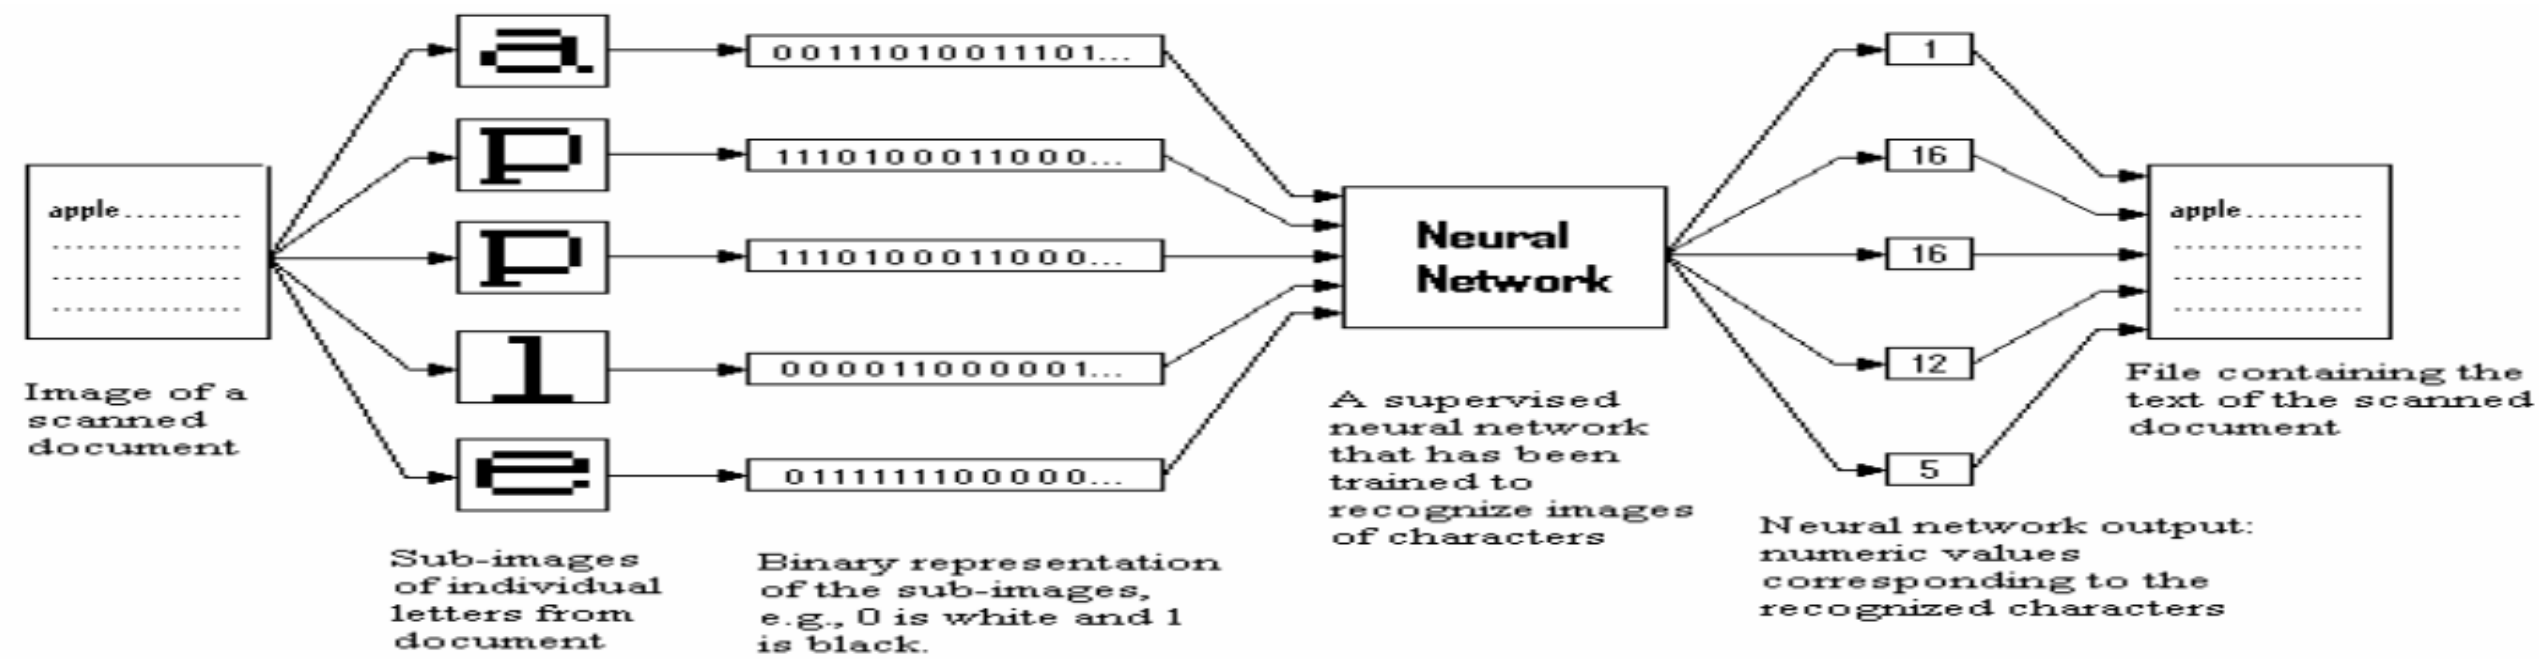 apple..........
................
................
................
Image of a
scanned
document
a
p
p
l
e
Sub-images
of individual
letters from
document
00111010011101...
1110100011000...
1110100011000...
000011000001...
0111111100000...
Binary representation
of the sub-images,
e.g., 0 is white and 1
is black.
Neural
Network
A supervised
neural network
that has been
trained to
recognize images
of characters
1
16
16
12
5
Neural network output:
numeric values
corresponding to the
recognized characters
apple..........
................
................
................
File containing the
text of the scanned
document